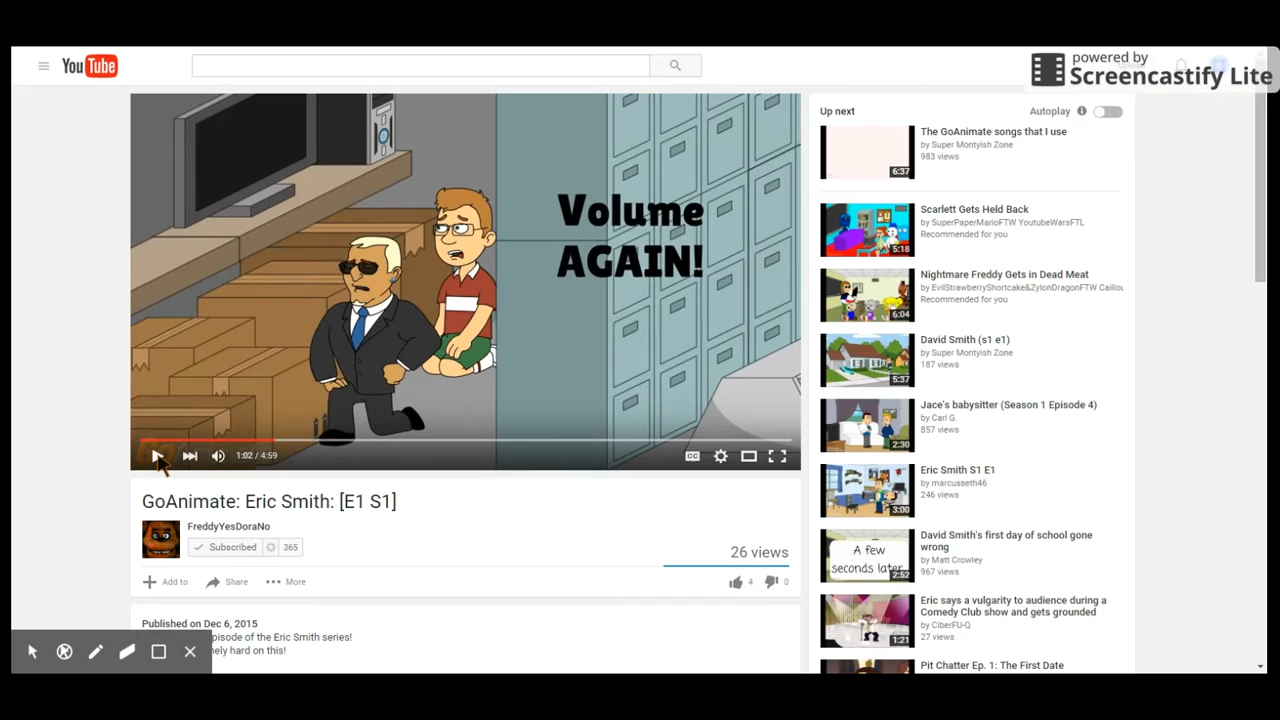 YouTube
powered by
Screencastify Lite
Volume
AGAIN!
1:02 / 4:59
CC
GoAnimate: Eric Smith: [E1 S1]
FreddyYesDoraNo
Subscribed 365
26 views
Add to Share More 4 0
Published on Dec 6, 2015
episode of the Eric Smith series!
hard on this!
Up next Autoplay
The GoAnimate songs that I use
by Super Montyish Zone
983 views
6:37
Scarlett Gets Held Back
by SuperPaperMarioFTW YoutubeWarsFTL
Recommended for you
5:18
Nightmare Freddy Gets in Dead Meat
by EvilStrawberryShortcake&ZylonDragonFTW Caillou
Recommended for you
6:04
David Smith (s1 e1)
by Super Montyish Zone
187 views
5:37
Jace's babysitter (Season 1 Episode 4)
by Carl G.
857 views
2:30
Eric Smith S1 E1
by marcusseth46
246 views
3:00
David Smith's first day of school gone
wrong
by Matt Crowley
967 views
A few
seconds later
2:52
Eric says a vulgarity to audience during a
Comedy Club show and gets grounded
by CiberFU-Q
27 views
1:21
Pit Chatter Ep. 1: The First Date